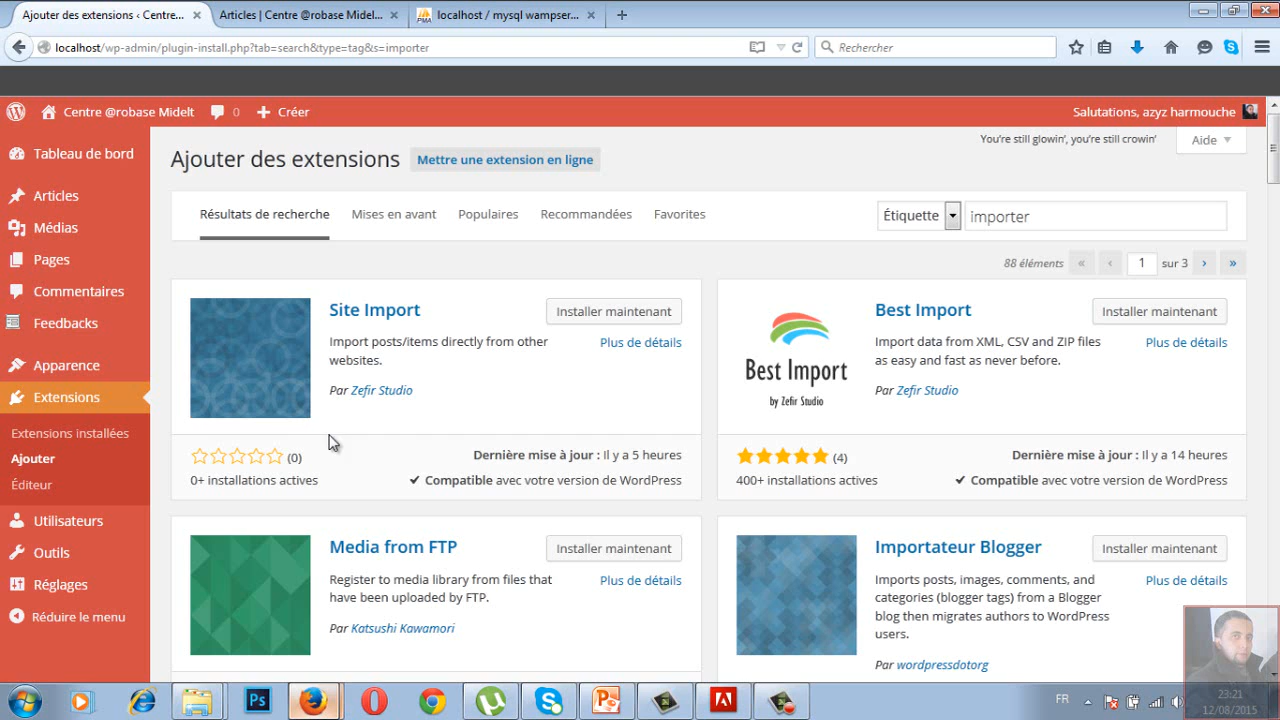 Ajouter des extensions ‹ Centre...
Articles | Centre @robase Midel...
localhost / mysql wampser...
localhost/wp-admin/plugin-install.php?tab=search&type=tag&s=importer
Rechercher
Centre @robase Midelt
0
Créer
Salutations, azyz harmouche
Tableau de bord
Articles
Médias
Pages
Commentaires
Feedbacks
Apparence
Extensions
Extensions installées
Ajouter
Éditeur
Utilisateurs
Outils
Réglages
Réduire le menu
You're still glowin', you're still crowin'
Aide
Ajouter des extensions
Mettre une extension en ligne
Résultats de recherche
Mises en avant
Populaires
Recommandées
Favorites
Étiquette
importer
88 éléments
«
‹
1
sur 3
›
»
Site Import
Installer maintenant
Import posts/items directly from other
websites.
Plus de détails
Par Zefir Studio
(0)
0+ installations actives
Dernière mise à jour : Il y a 5 heures
Compatible avec votre version de WordPress
Best Import
by Zefir Studio
Best Import
Installer maintenant
Import data from XML, CSV and ZIP files
as easy and fast as never before.
Plus de détails
Par Zefir Studio
(4)
400+ installations actives
Dernière mise à jour : Il y a 14 heures
Compatible avec votre version de WordPress
Media from FTP
Installer maintenant
Register to media library from files that
have been uploaded by FTP.
Plus de détails
Par Katsushi Kawamori
Importateur Blogger
Installer maintenant
Imports posts, images, comments, and
categories (blogger tags) from a Blogger
blog then migrates authors to WordPress
users.
Plus de détails
Par wordpressdotorg
Ps
FR
23:21
12/08/2015